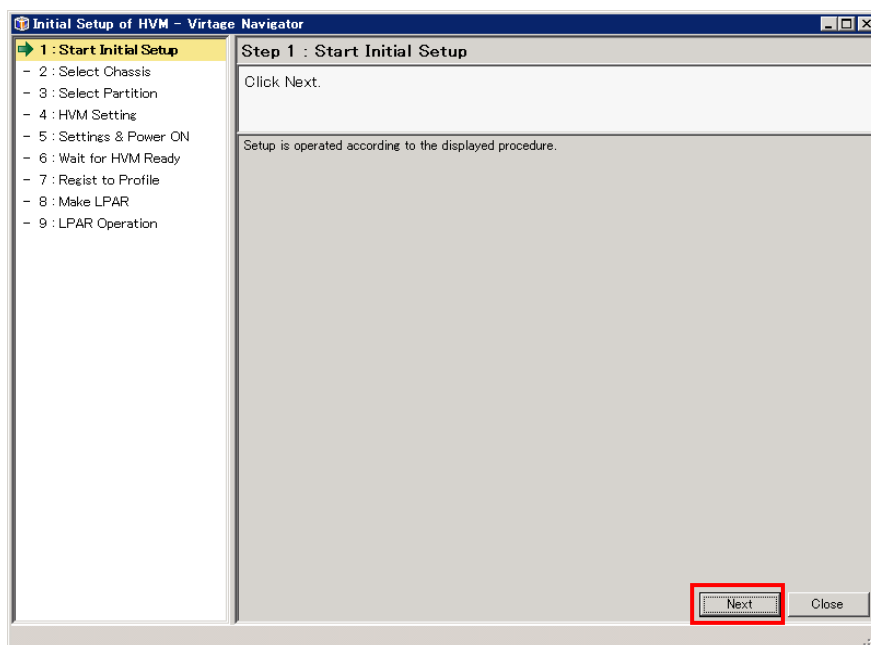 Initial Setup of HVM - Virtage Navigator
1 : Start Initial Setup
- 2 : Select Chassis
- 3 : Select Partition
- 4 : HVM Setting
- 5 : Settings & Power ON
- 6 : Wait for HVM Ready
- 7 : Regist to Profile
- 8 : Make LPAR
- 9 : LPAR Operation
Step 1 : Start Initial Setup
Click Next.
Setup is operated according to the displayed procedure.
Next
Close